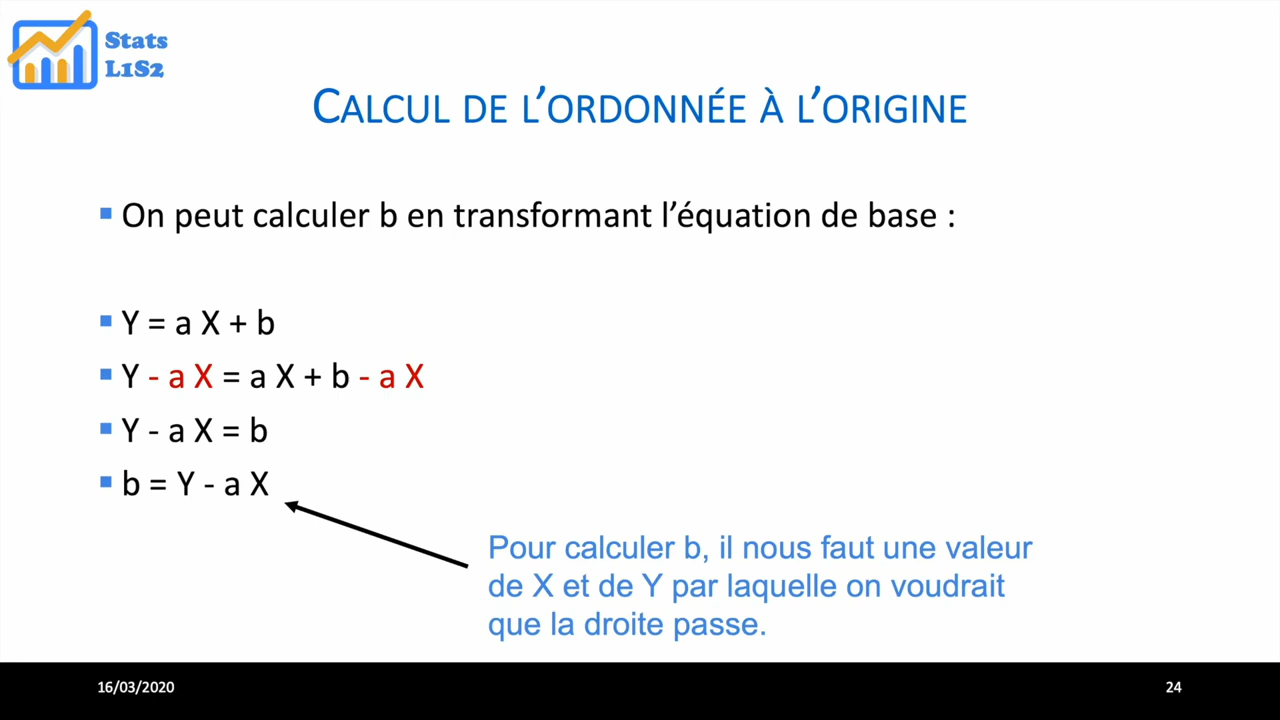 Stats
L1S2
CALCUL DE L'ORDONNÉE À L'ORIGINE
▪ On peut calculer b en transformant l'équation de base :
▪ Y = a X + b
▪ Y - a X = a X + b - a X
▪ Y - a X = b
▪ b = Y - a X
Pour calculer b, il nous faut une valeur
de X et de Y par laquelle on voudrait
que la droite passe.
16/03/2020
24